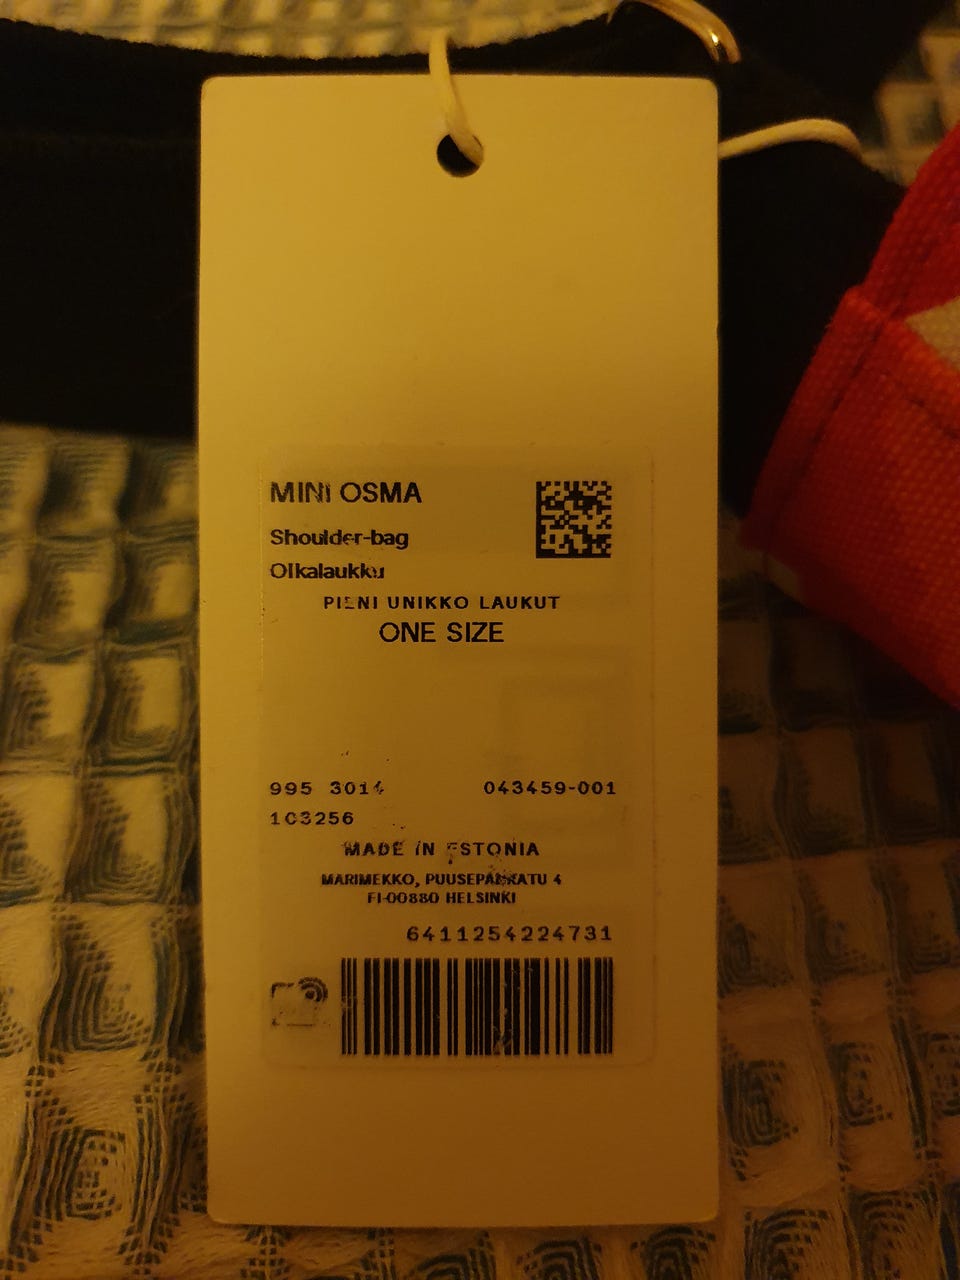 MINI OSMA
Shoulder-bag
Olkalaukku
PIENI UNIKKO LAUKUT
ONE SIZE
995 3014 043459-001
103256
MADE IN ESTONIA
MARIMEKKO, PUUSEPÄNKATU 4
FI-00880 HELSINKI
6411254224731